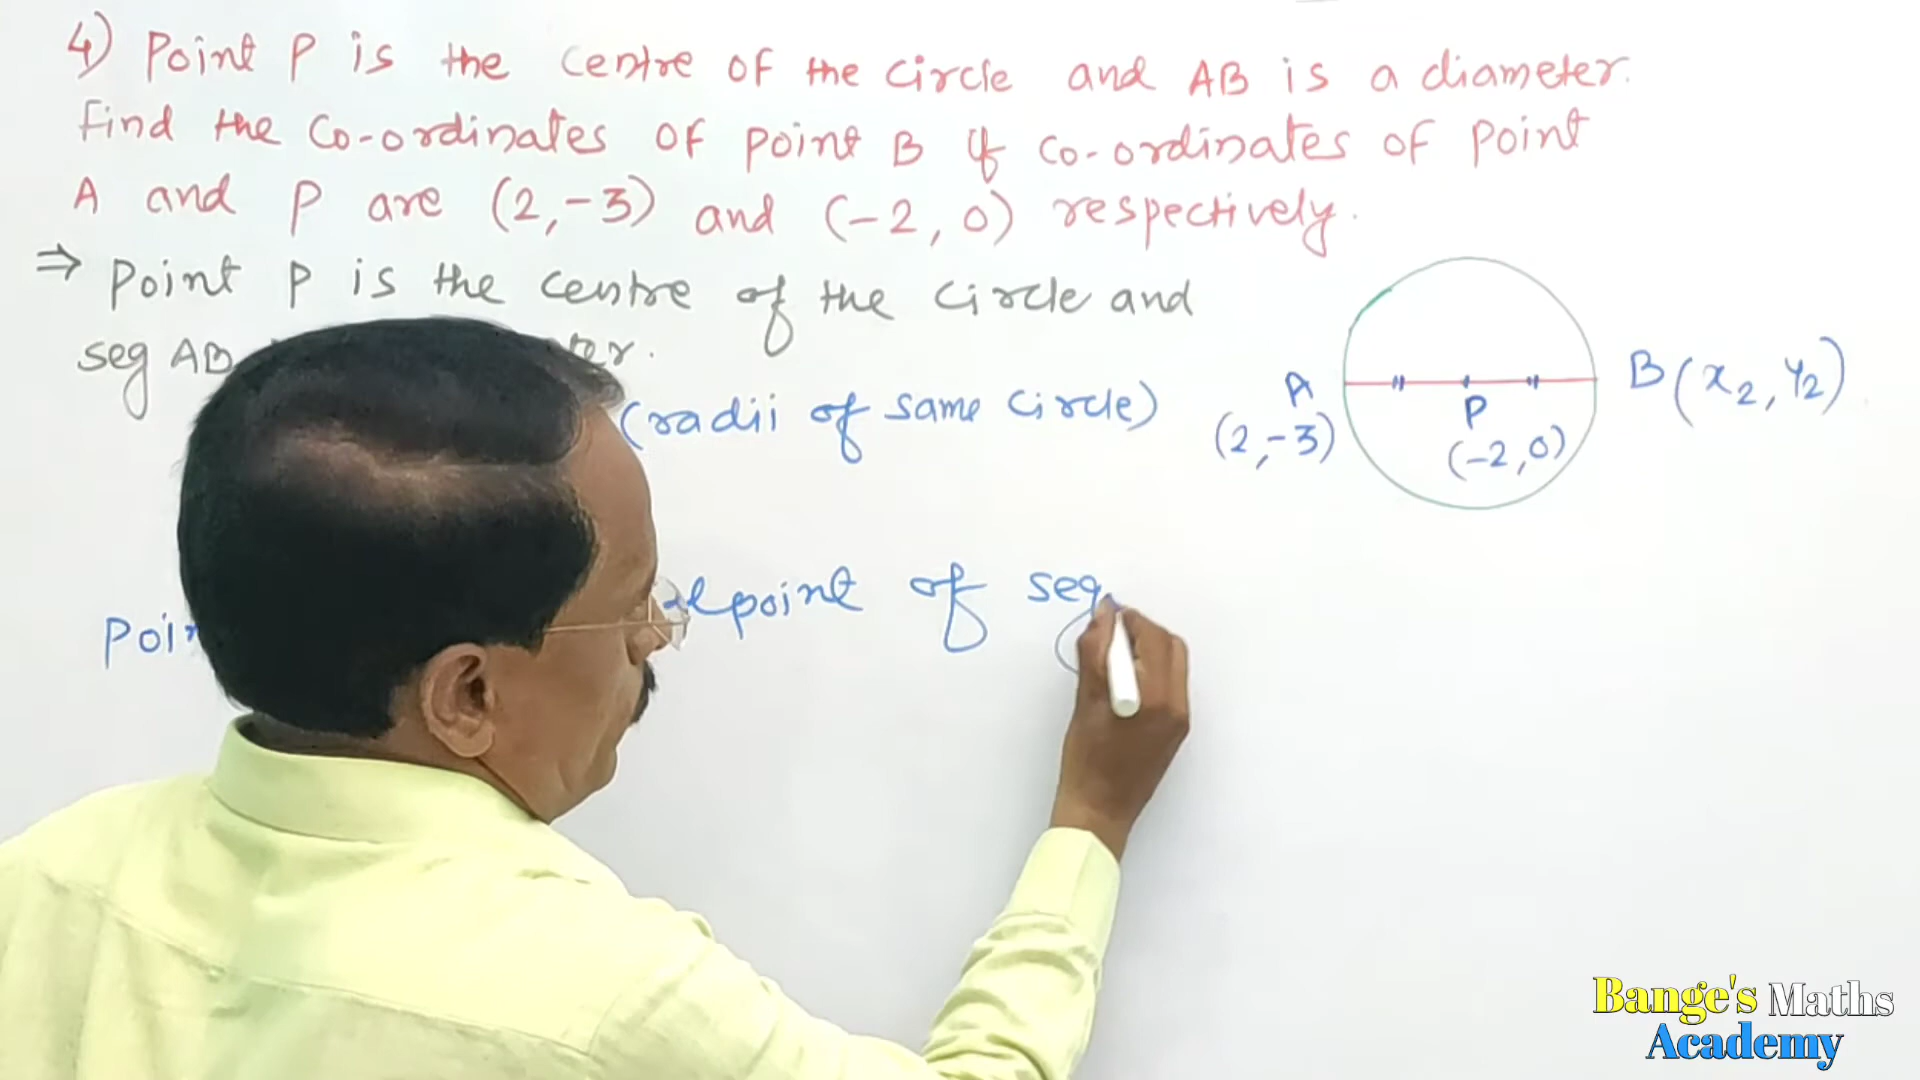 4) Point P is the centre of the circle and AB is a diameter.
Find the Co-ordinates of point B if co-ordinates of point
A and P are (2,-3) and (-2, 0) respectively.
⇒ Point P is the centre of the circle and
seg AB
(radii of same circle)
A
B (x₂, y₂)
P
(2,-3)
(-2,0)
point of seg
Bange's Maths
Academy